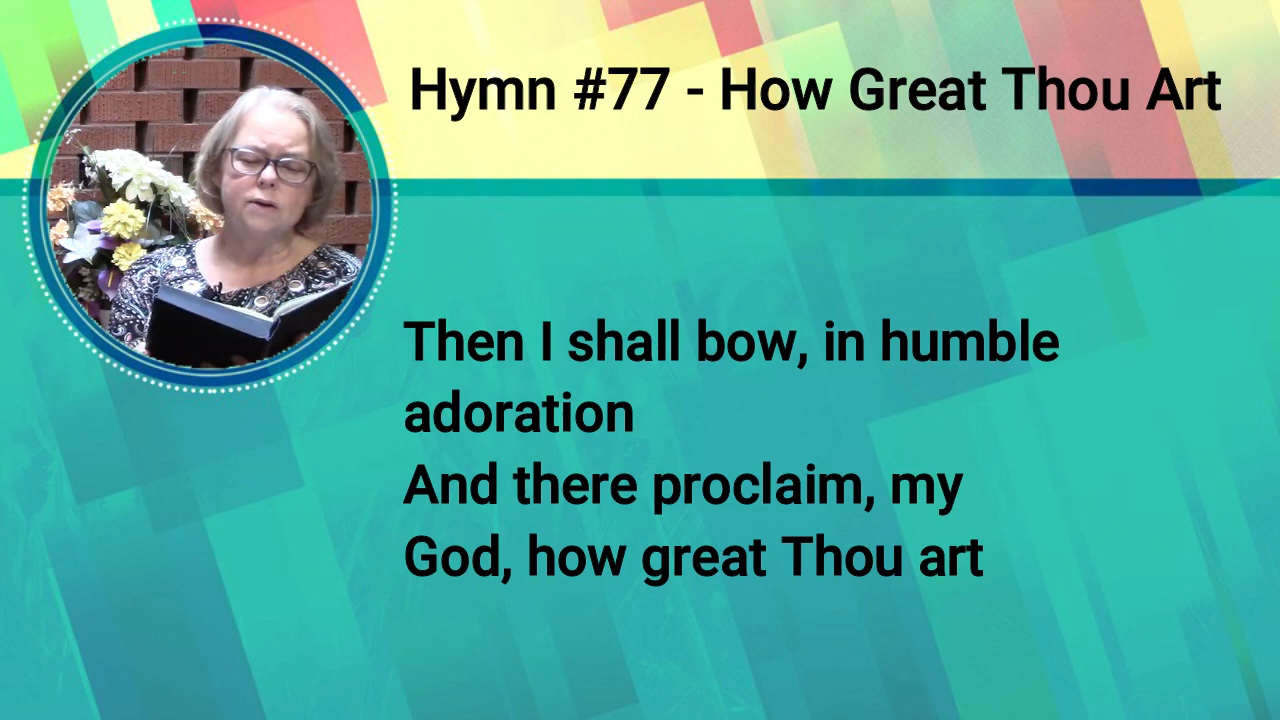 Hymn #77 - How Great Thou Art
Then I shall bow, in humble
adoration
And there proclaim, my
God, how great Thou art